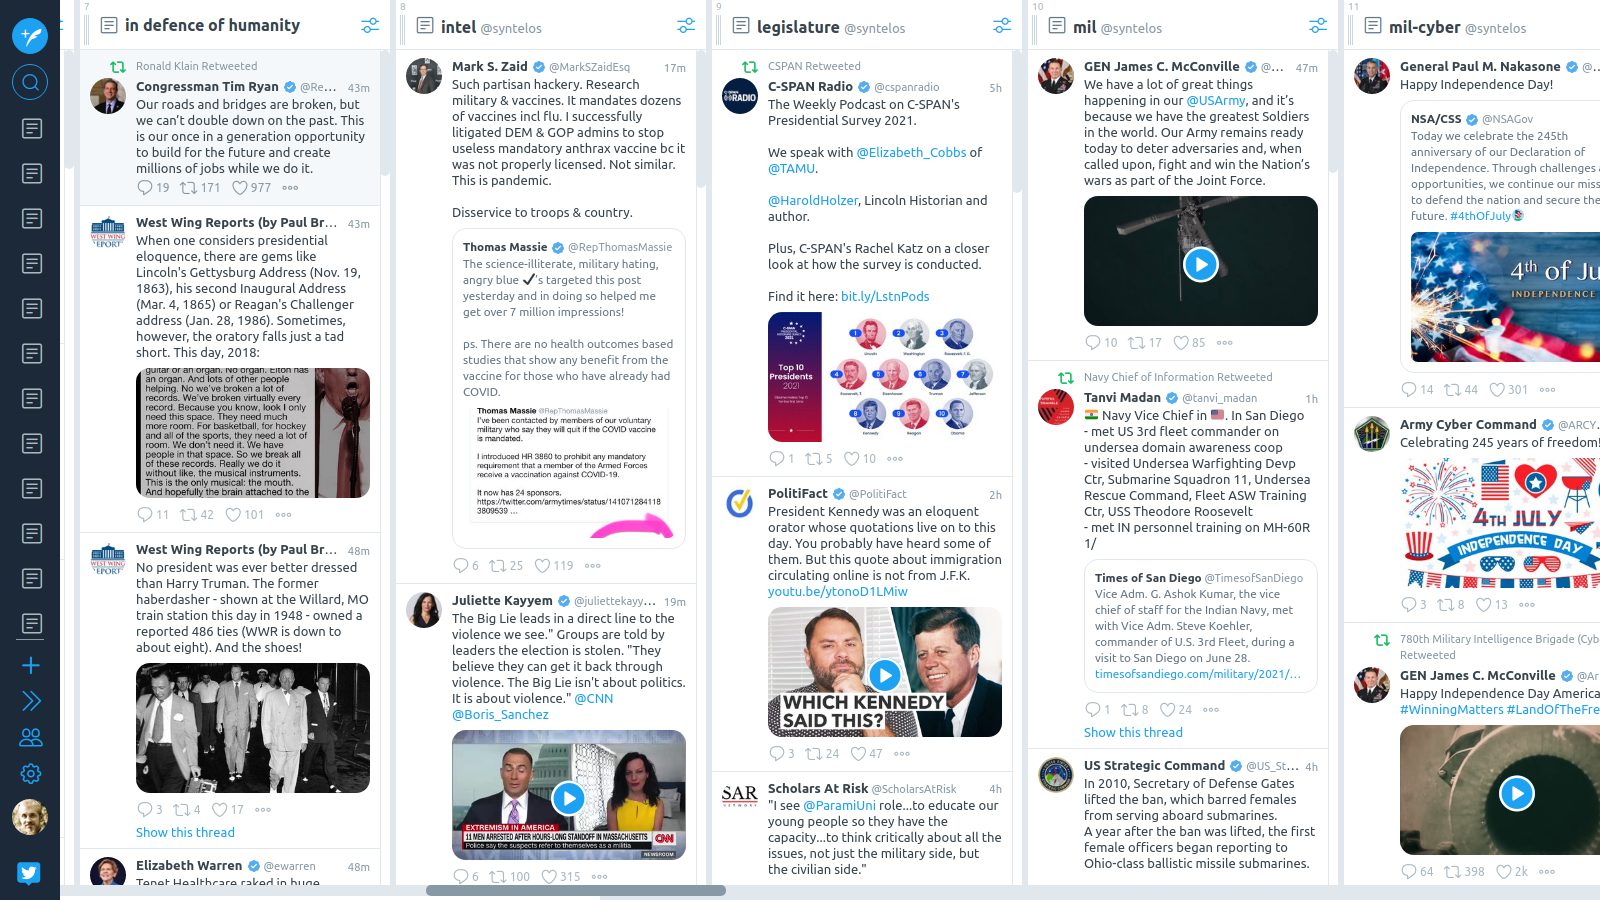 7
in defence of humanity
Ronald Klain Retweeted
Congressman Tim Ryan @Re... 43m
Our roads and bridges are broken, but
we can't double down on the past. This
is our once in a generation opportunity
to build for the future and create
millions of jobs while we do it.
19 171 977
West Wing Reports (by Paul Br... 43m
When one considers presidential
eloquence, there are gems like
Lincoln's Gettysburg Address (Nov. 19,
1863), his second Inaugural Address
(Mar. 4, 1865) or Reagan's Challenger
address (Jan. 28, 1986). Sometimes,
however, the oratory falls just a tad
short. This day, 2018:
guitar or an organ. No organ. Elton has
an organ. And lots of other people
helping. No we've broken a lot of
records. We've broken virtually every
record. Because you know, look I only
need this space. They need much
more room. For basketball, for hockey
and all of the sports, they need a lot of
room. We don't need it. We have
people in that space. So we break all
of these records. Really we do it
without like, the musical instruments.
This is the only musical: the mouth.
And hopefully the brain attached to the
11 42 101
West Wing Reports (by Paul Br... 48m
No president was ever better dressed
than Harry Truman. The former
haberdasher - shown at the Willard, MO
train station this day in 1948 - owned a
reported 486 ties (WWR is down to
about eight). And the shoes!
3 4 17
Show this thread
Elizabeth Warren @ewarren 48m
Tenet Healthcare raked in huge
8
intel @syntelos
Mark S. Zaid @MarkSZaidEsq 17m
Such partisan hackery. Research
military & vaccines. It mandates dozens
of vaccines incl flu. I successfully
litigated DEM & GOP admins to stop
useless mandatory anthrax vaccine bc it
was not properly licensed. Not similar.
This is pandemic.
Disservice to troops & country.
Thomas Massie @RepThomasMassie
The science-illiterate, military hating,
angry blue ✔'s targeted this post
yesterday and in doing so helped me
get over 7 million impressions!
ps. There are no health outcomes based
studies that show any benefit from the
vaccine for those who have already had
COVID.
Thomas Massie @RepThomasMassie
I've been contacted by members of our voluntary
military who say they will quit if the COVID vaccine
is mandated.
I introduced HR 3860 to prohibit any mandatory
requirement that a member of the Armed Forces
receive a vaccination against COVID-19.
It now has 24 sponsors.
https://twitter.com/armytimes/status/141071284118
3809539 ...
6 25 119
Juliette Kayyem @juliettekayy... 19m
The Big Lie leads in a direct line to the
violence we see." Groups are told by
leaders the election is stolen. "They
believe they can get it back through
violence. The Big Lie isn't about politics.
It is about violence." @CNN
@Boris_Sanchez
EXTREMISM IN AMERICA
11 MEN ARRESTED AFTER HOURS-LONG STANDOFF IN MASSACHUSETTS
Police say the suspects refer to themselves as a militia
CNN
NEWSROOM
6 100 315
9
legislature @syntelos
CSPAN Retweeted
C-SPAN Radio @cspanradio 5h
The Weekly Podcast on C-SPAN's
Presidential Survey 2021.
We speak with @Elizabeth_Cobbs of
@TAMU.
@HaroldHolzer, Lincoln Historian and
author.
Plus, C-SPAN's Rachel Katz on a closer
look at how the survey is conducted.
Find it here: bit.ly/LstnPods
Top 10
Presidents
2021
1 2 3
Lincoln Washington Roosevelt, F.
4 5 6 7
Roosevelt, T. Eisenhower Truman Jefferson
8 9 10
Kennedy Reagan Obama
1 5 10
PolitiFact @PolitiFact 2h
President Kennedy was an eloquent
orator whose quotations live on to this
day. You probably have heard some of
them. But this quote about immigration
circulating online is not from J.F.K.
youtu.be/ytonoD1LMiw
WHICH KENNEDY
SAID THIS?
3 24 47
SAR
NETWORK
Scholars At Risk @ScholarsAtRisk 4h
"I see @ParamiUni role...to educate our
young people so they have the
capacity...to think critically about all the
issues, not just the military side, but
the civilian side."
10
mil @syntelos
GEN James C. McConville @... 47m
We have a lot of great things
happening in our @USArmy, and it's
because we have the greatest Soldiers
in the world. Our Army remains ready
today to deter adversaries and, when
called upon, fight and win the Nation's
wars as part of the Joint Force.
10 17 85
Navy Chief of Information Retweeted
Tanvi Madan @tanvi_madan 1h
🇮🇳 Navy Vice Chief in 🇺🇸. In San Diego
- met US 3rd fleet commander on
undersea domain awareness coop
- visited Undersea Warfighting Devp
Ctr, Submarine Squadron 11, Undersea
Rescue Command, Fleet ASW Training
Ctr, USS Theodore Roosevelt
- met IN personnel training on MH-60R
1/
Times of San Diego @TimesofSanDiego
Vice Adm. G. Ashok Kumar, the vice
chief of staff for the Indian Navy, met
with Vice Adm. Steve Koehler,
commander of U.S. 3rd Fleet, during a
visit to San Diego on June 28.
timesofsandiego.com/military/2021/...
1 8 24
Show this thread
US Strategic Command @US_St... 4h
In 2010, Secretary of Defense Gates
lifted the ban, which barred females
from serving aboard submarines.
A year after the ban was lifted, the first
female officers began reporting to
Ohio-class ballistic missile submarines.
11
mil-cyber @syntelos
General Paul M. Nakasone @...
Happy Independence Day!
NSA/CSS @NSAGov
Today we celebrate the 245th
anniversary of our Declaration of
Independence. Through challenges
opportunities, we continue our miss
to defend the nation and secure the
future. #4thOfJuly
4th of Ju
INDEPENDENCE
14 44 301
Army Cyber Command @ARCY...
Celebrating 245 years of freedom!
4TH JULY
INDEPENDENCE DAY
3 8 13
780th Military Intelligence Brigade (Cyb
Retweeted
GEN James C. McConville @Ar
Happy Independence Day America
#WinningMatters #LandOfTheFre
64 398 2k